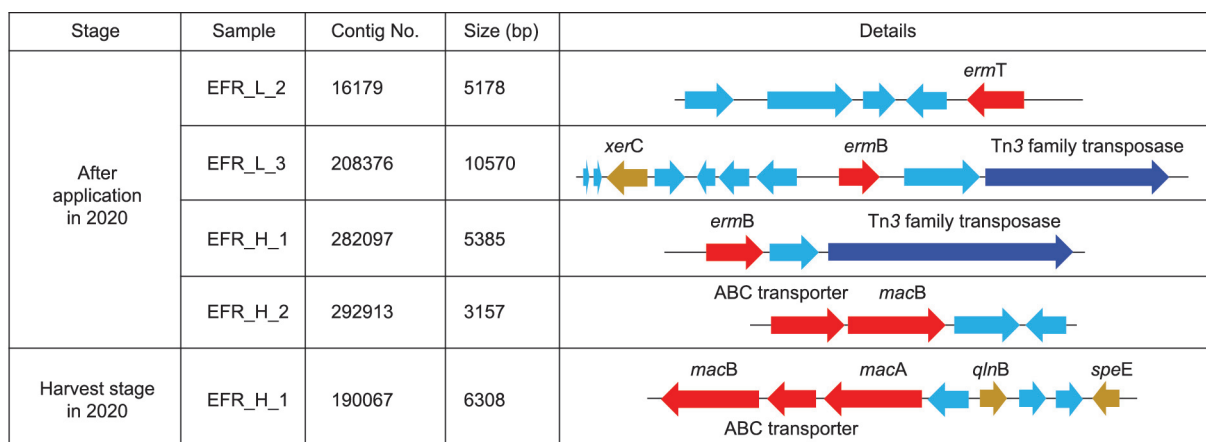 Stage Sample Contig No. Size (bp) Details
After
application
in 2020
EFR_L_2 16179 5178
ermT
EFR_L_3 208376 10570
xerC ermB Tn3 family transposase
EFR_H_1 282097 5385
ermB Tn3 family transposase
EFR_H_2 292913 3157
ABC transporter macB
Harvest stage
in 2020
EFR_H_1 190067 6308
macB macA qlnB speE
ABC transporter